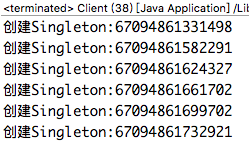 <terminated> Client (38) [Java Application] /Lib
创建Singleton:67094861331498
创建Singleton:67094861582291
创建Singleton:67094861624327
创建Singleton:67094861661702
创建Singleton:67094861699702
创建Singleton:67094861732921